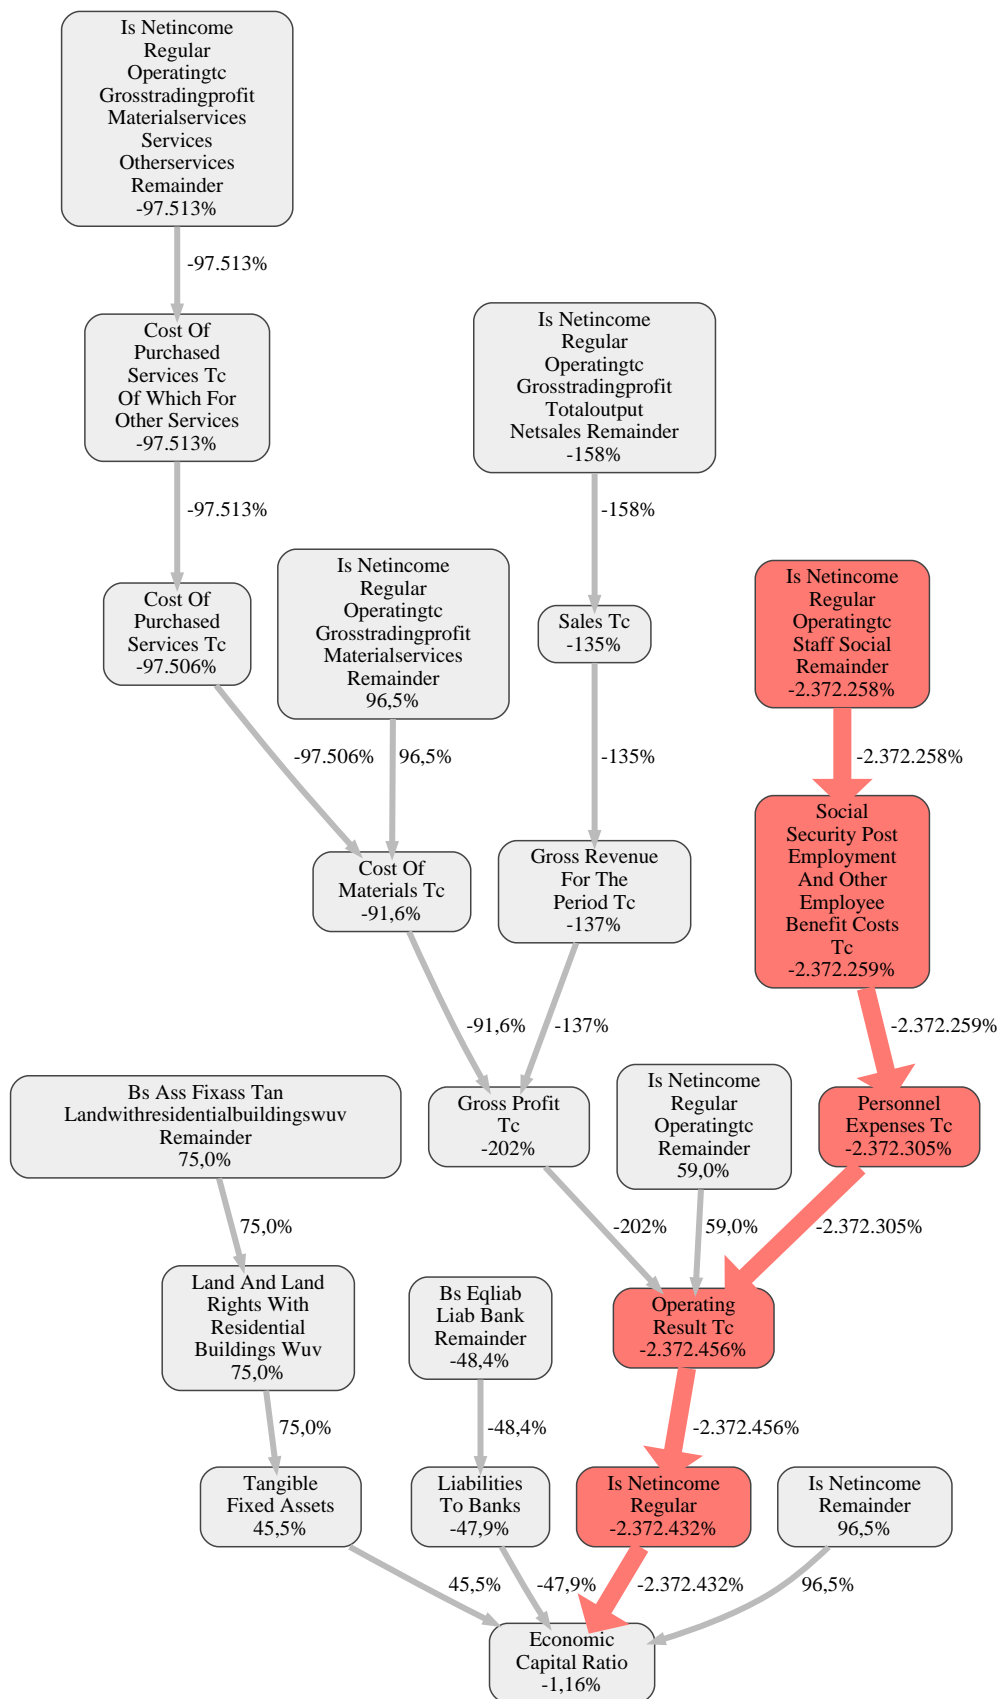 Is Netincome
Regular
Operatingtc
Grosstradingprofit
Materialservices
Services
Otherservices
Remainder
-97.513%
-97.513%
Cost Of
Purchased
Services Tc
Of Which For
Other Services
-97.513%
Is Netincome
Regular
Operatingtc
Grosstradingprofit
Totaloutput
Netsales Remainder
-158%
-97.513%
-158%
Cost Of
Purchased
Services Tc
-97.506%
Is Netincome
Regular
Operatingtc
Grosstradingprofit
Materialservices
Remainder
96,5%
Sales Tc
-135%
Is Netincome
Regular
Operatingtc
Staff Social
Remainder
-2.372.258%
-97.506%
96,5%
-135%
-2.372.258%
Cost Of
Materials Tc
-91,6%
Gross Revenue
For The
Period Tc
-137%
Social
Security Post
Employment
And Other
Employee
Benefit Costs
Tc
-2.372.259%
-91,6%
-137%
-2.372.259%
Bs Ass Fixass Tan
Landwithresidentialbuildingswuv
Remainder
75,0%
Gross Profit
Tc
-202%
Is Netincome
Regular
Operatingtc
Remainder
59,0%
Personnel
Expenses Tc
-2.372.305%
75,0%
-202%
59,0%
-2.372.305%
Land And Land
Rights With
Residential
Buildings Wuv
75,0%
Bs Eqliab
Liab Bank
Remainder
-48,4%
Operating
Result Tc
-2.372.456%
75,0%
-48,4%
-2.372.456%
Tangible
Fixed Assets
45,5%
Liabilities
To Banks
-47,9%
Is Netincome
Regular
-2.372.432%
Is Netincome
Remainder
96,5%
45,5%
-47,9%
-2.372.432%
96,5%
Economic
Capital Ratio
-1,16%